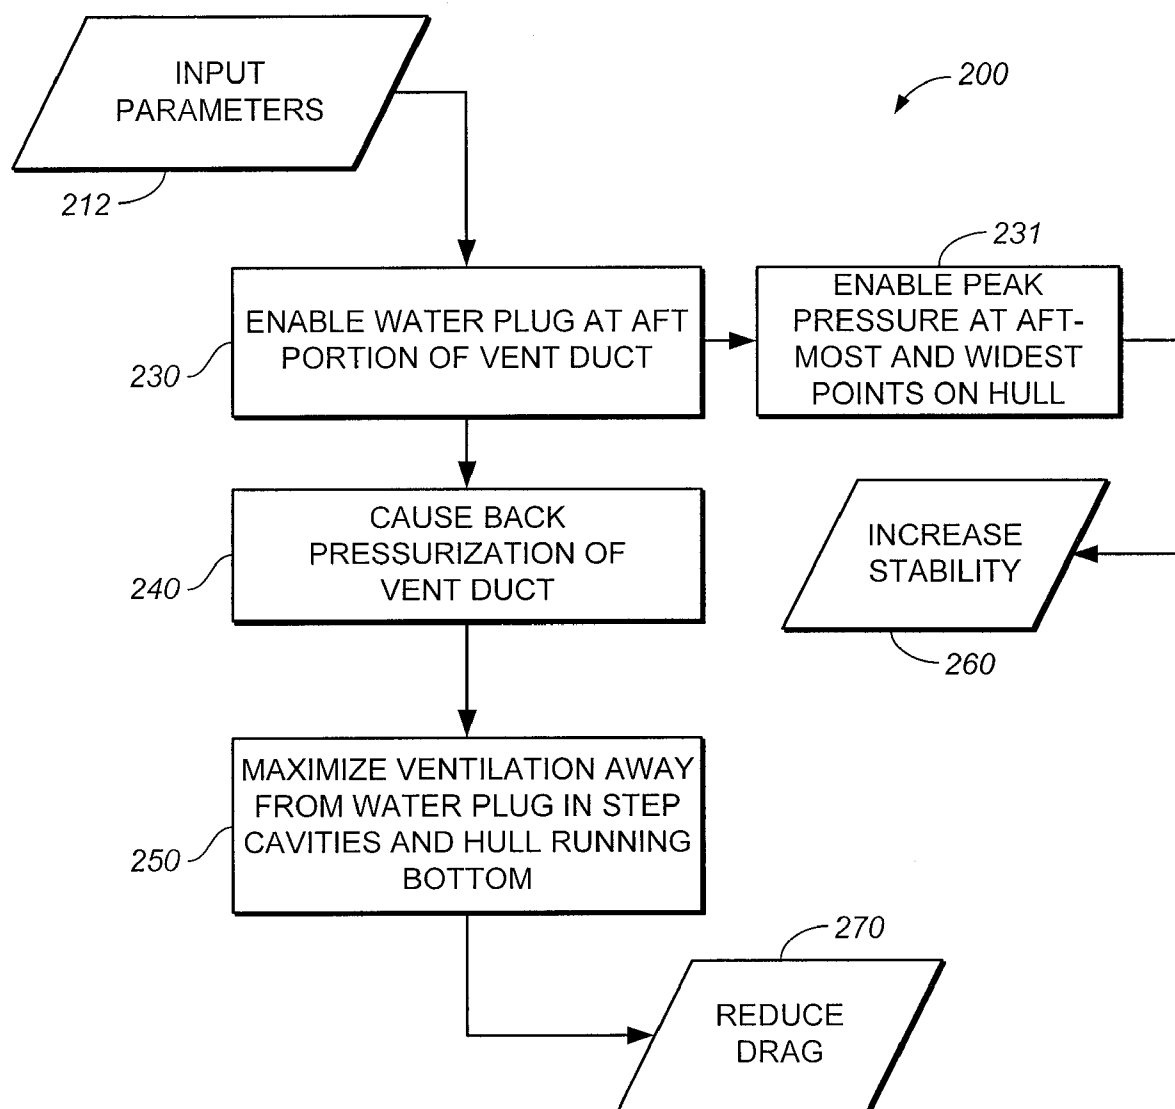 INPUT
PARAMETERS
200
212
231
ENABLE WATER PLUG AT AFT
PORTION OF VENT DUCT
230
ENABLE PEAK
PRESSURE AT AFT-
MOST AND WIDEST
POINTS ON HULL
CAUSE BACK
PRESSURIZATION OF
VENT DUCT
240
INCREASE
STABILITY
260
MAXIMIZE VENTILATION AWAY
FROM WATER PLUG IN STEP
CAVITIES AND HULL RUNNING
BOTTOM
250
270
REDUCE
DRAG